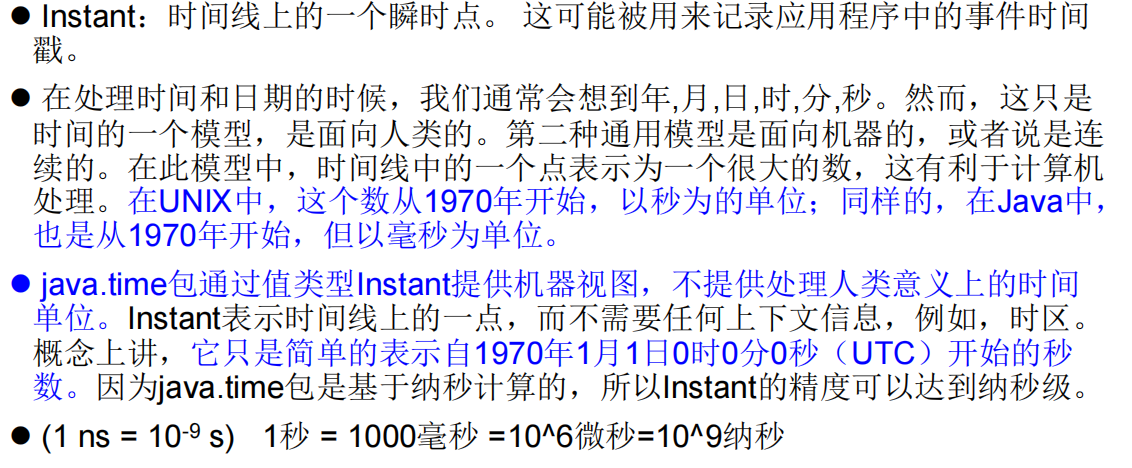 ● Instant：时间线上的一个瞬时点。 这可能被用来记录应用程序中的事件时间
戳。
● 在处理时间和日期的时候，我们通常会想到年,月,日,时,分,秒。然而，这只是
时间的一个模型，是面向人类的。第二种通用模型是面向机器的，或者说是连
续的。在此模型中，时间线中的一个点表示为一个很大的数，这有利于计算机
处理。在UNIX中，这个数从1970年开始，以秒为的单位；同样的，在Java中，
也是从1970年开始，但以毫秒为单位。
● java.time包通过值类型Instant提供机器视图，不提供处理人类意义上的时间
单位。Instant表示时间线上的一点，而不需要任何上下文信息，例如，时区。
概念上讲，它只是简单的表示自1970年1月1日0时0分0秒（UTC）开始的秒
数。因为java.time包是基于纳秒计算的，所以Instant的精度可以达到纳秒级。
● (1 ns = 10⁻⁹ s)   1秒 = 1000毫秒 =10^6微秒=10^9纳秒